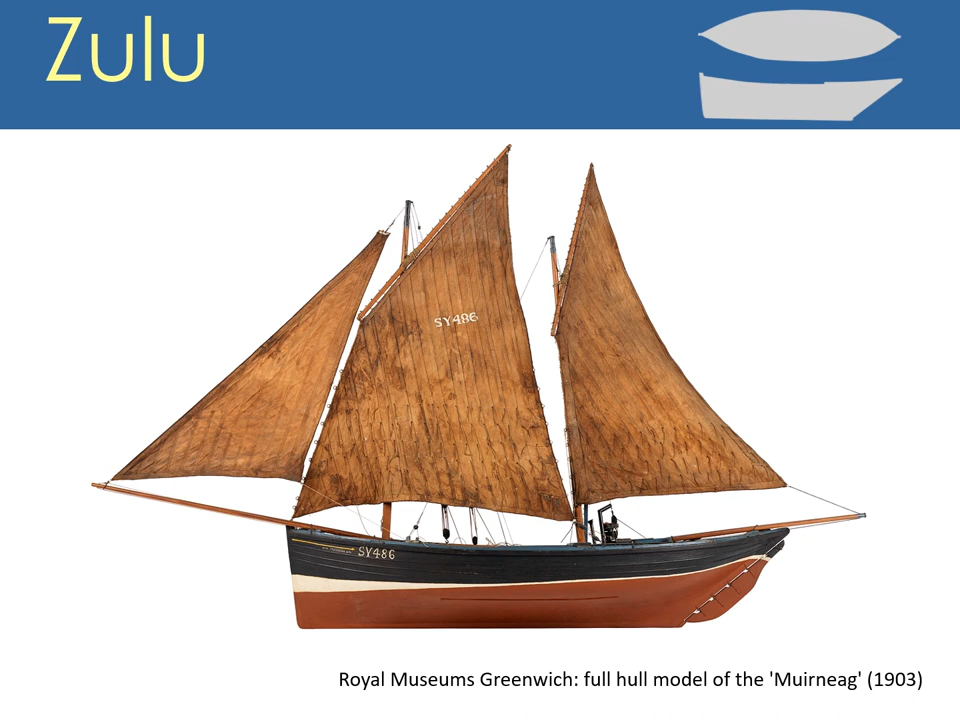 Zulu
SY486
SY486
Royal Museums Greenwich: full hull model of the 'Muirneag' (1903)